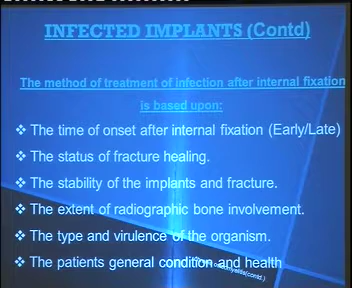 INFECTED IMPLANTS (Contd)
The method of treatment of infection after internal fixation
is based upon:
❖ The time of onset after internal fixation (Early/Late)
❖ The status of fracture healing.
❖ The stability of the implants and fracture.
❖ The extent of radiographic bone involvement.
❖ The type and virulence of the organism.
❖ The patients general condition and health